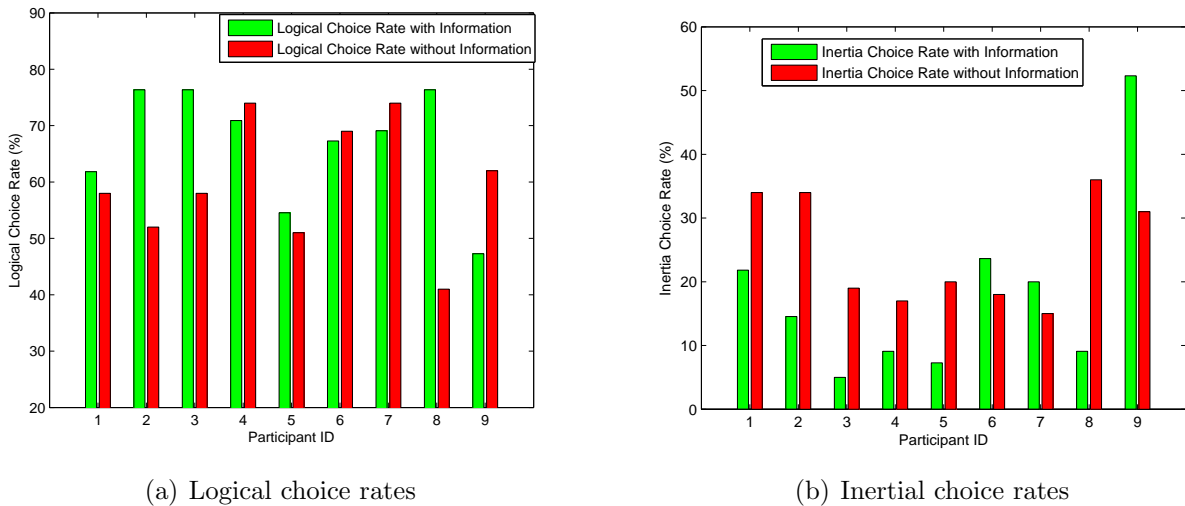 90
80
70
60
50
40
30
20
Logical Choice Rate (%)
Logical Choice Rate with Information
Logical Choice Rate without Information
1 2 3 4 5 6 7 8 9
Participant ID
(a) Logical choice rates
60
50
40
30
20
10
0
Inertia Choice Rate (%)
Inertia Choice Rate with Information
Inertia Choice Rate without Information
1 2 3 4 5 6 7 8 9
Participant ID
(b) Inertial choice rates